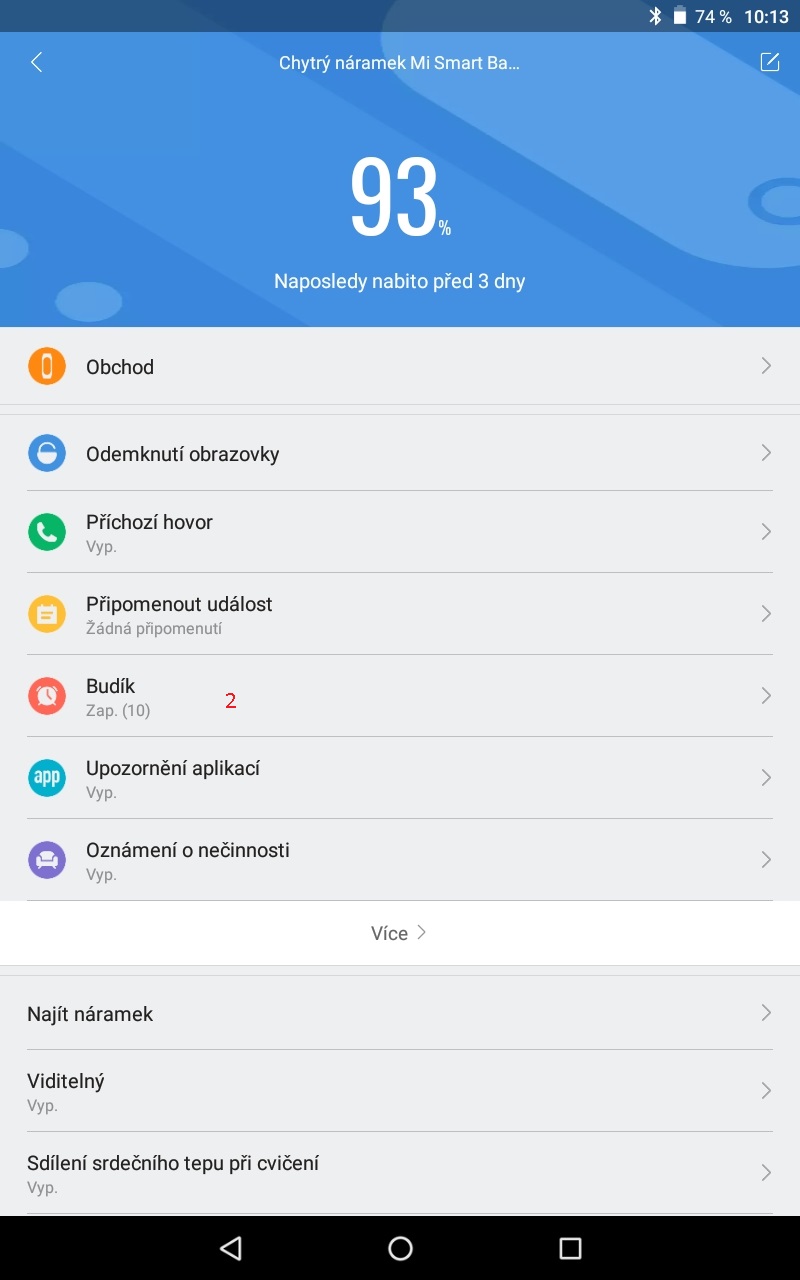 74 % 10:13
Chytrý náramek Mi Smart Ba...
93%
Naposledy nabito před 3 dny
Obchod
Odemknutí obrazovky
Příchozí hovor
Vyp.
Připomenout událost
Žádná připomenutí
Budík
Zap. (10)
2
app
Upozornění aplikací
Vyp.
Oznámení o nečinnosti
Vyp.
Více
Najít náramek
Viditelný
Vyp.
Sdílení srdečního tepu při cvičení
Vyp.